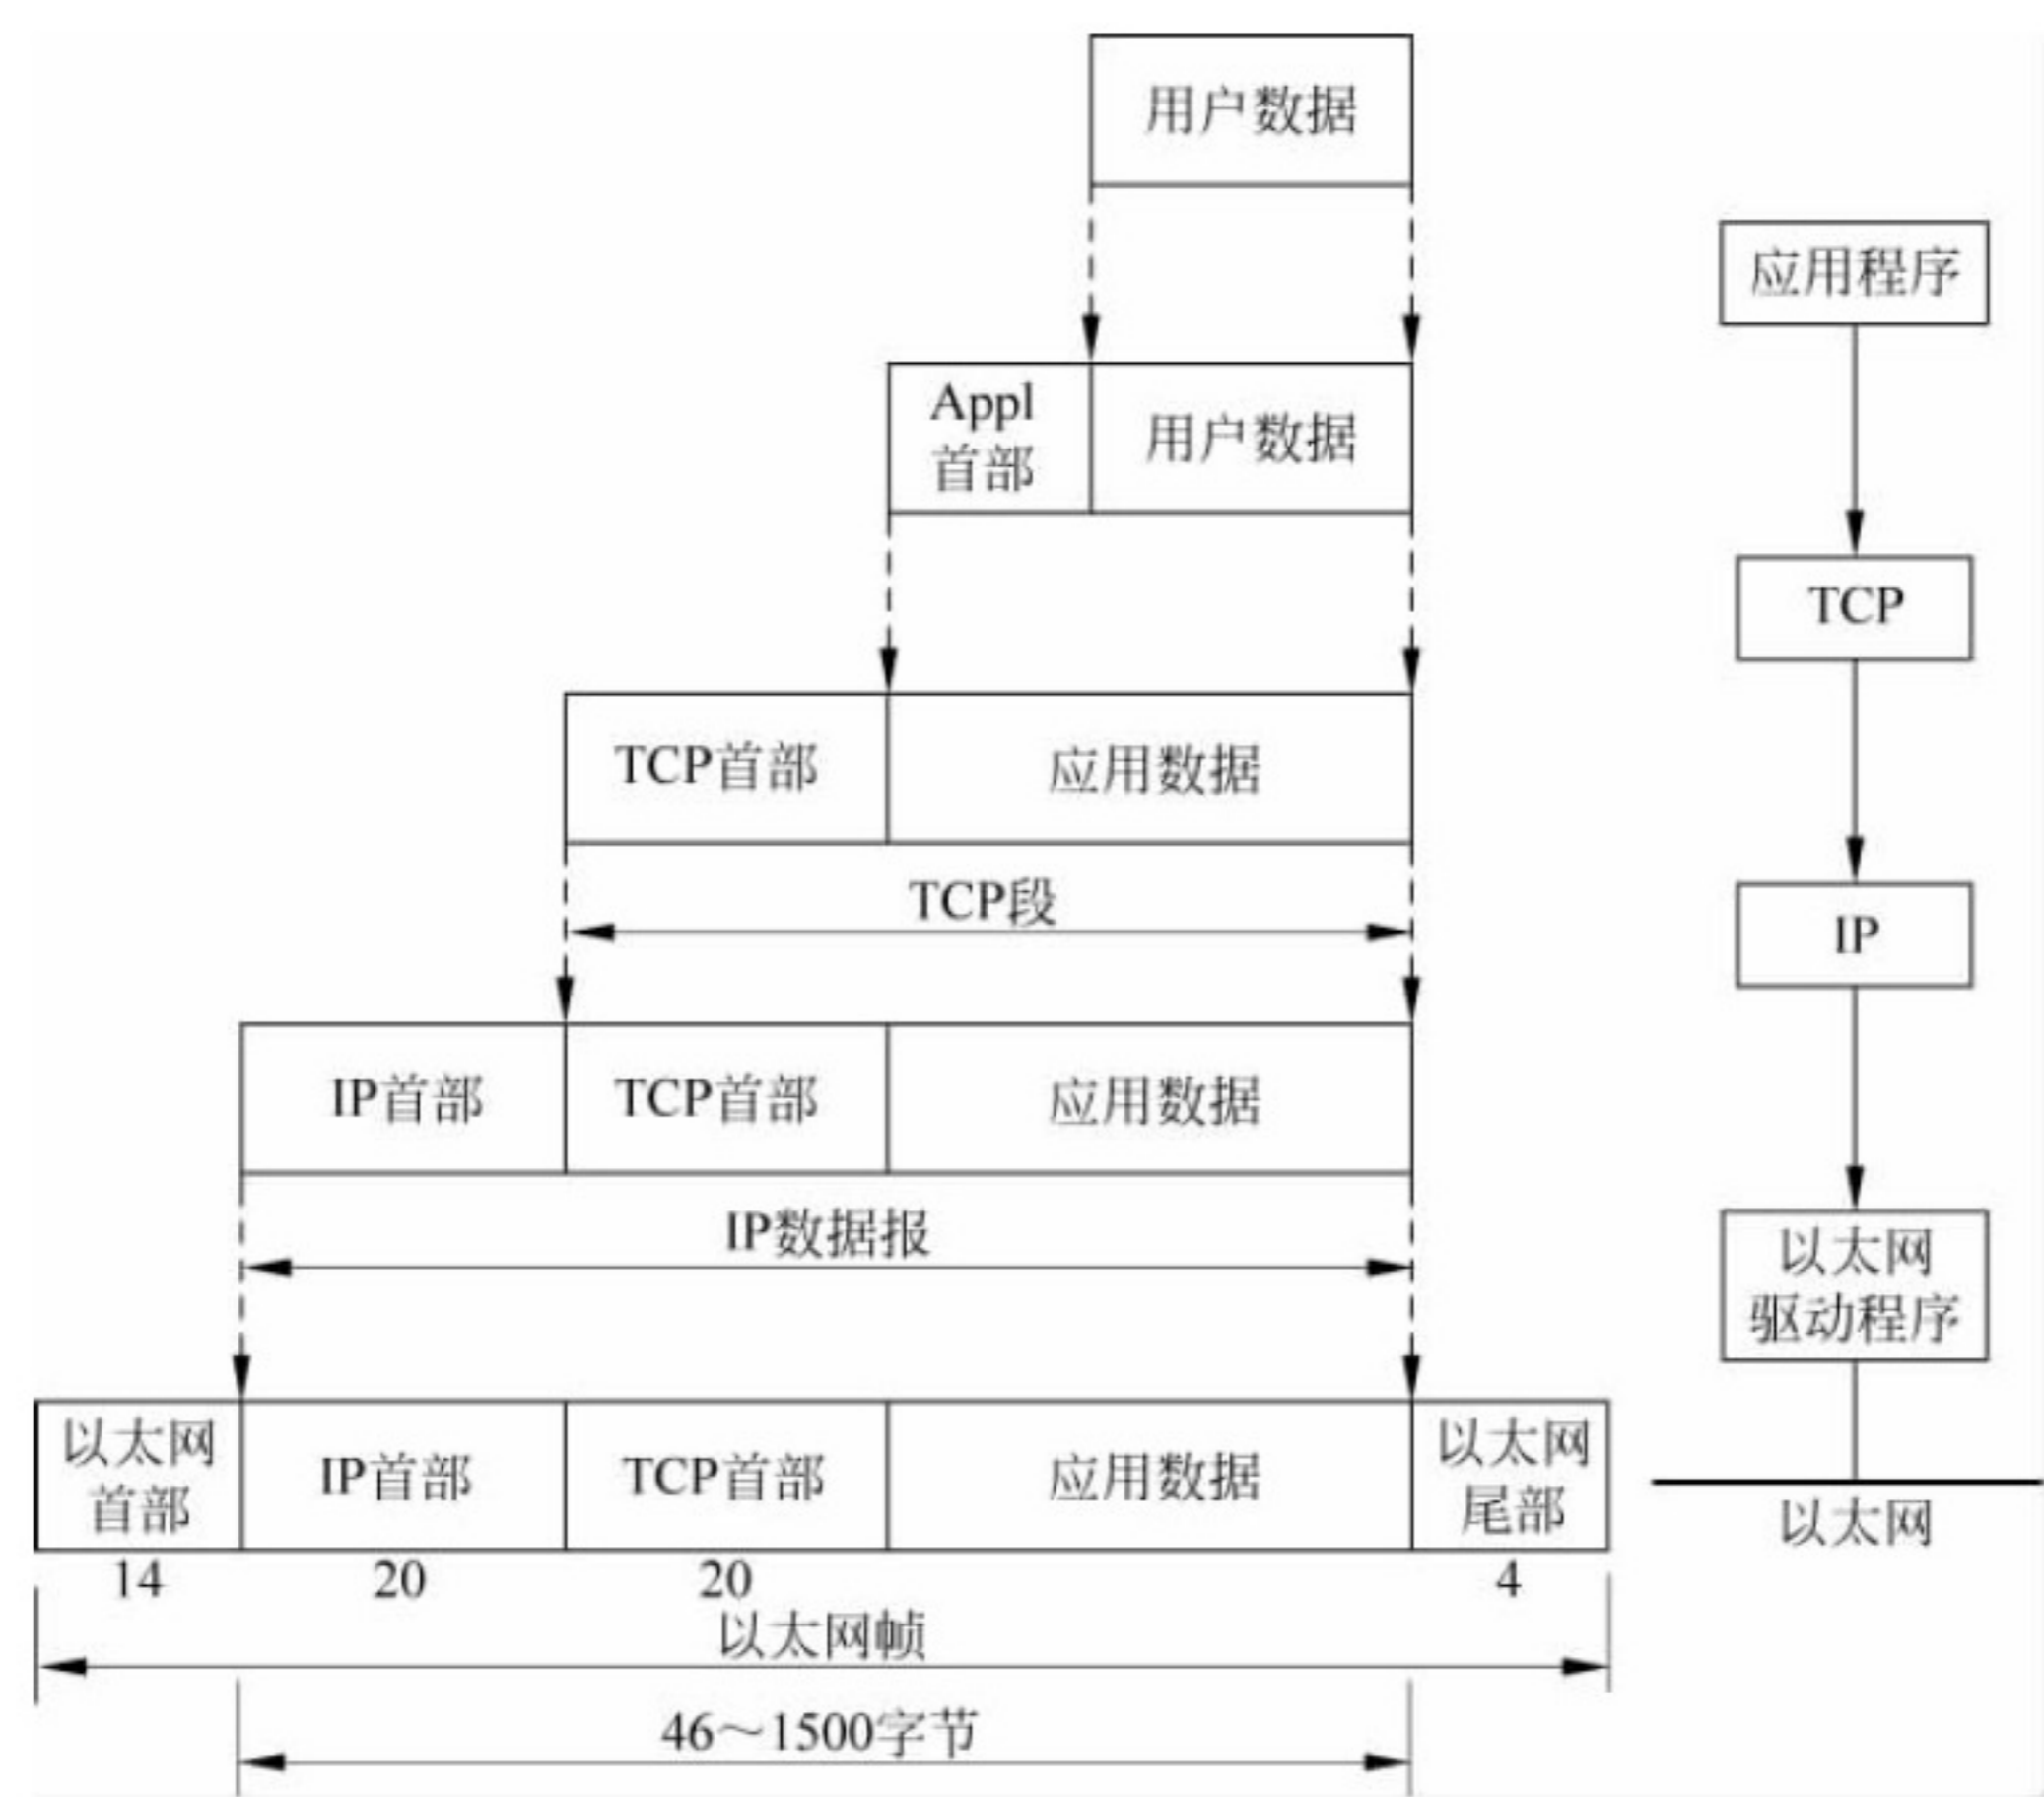 用户数据
应用程序
Appl
首部
用户数据
TCP
TCP首部
应用数据
TCP段
IP
IP首部
TCP首部
应用数据
IP数据报
以太网
驱动程序
以太网
首部
IP首部
TCP首部
应用数据
以太网
尾部
以太网
14
20
20
4
以太网帧
46～1500字节